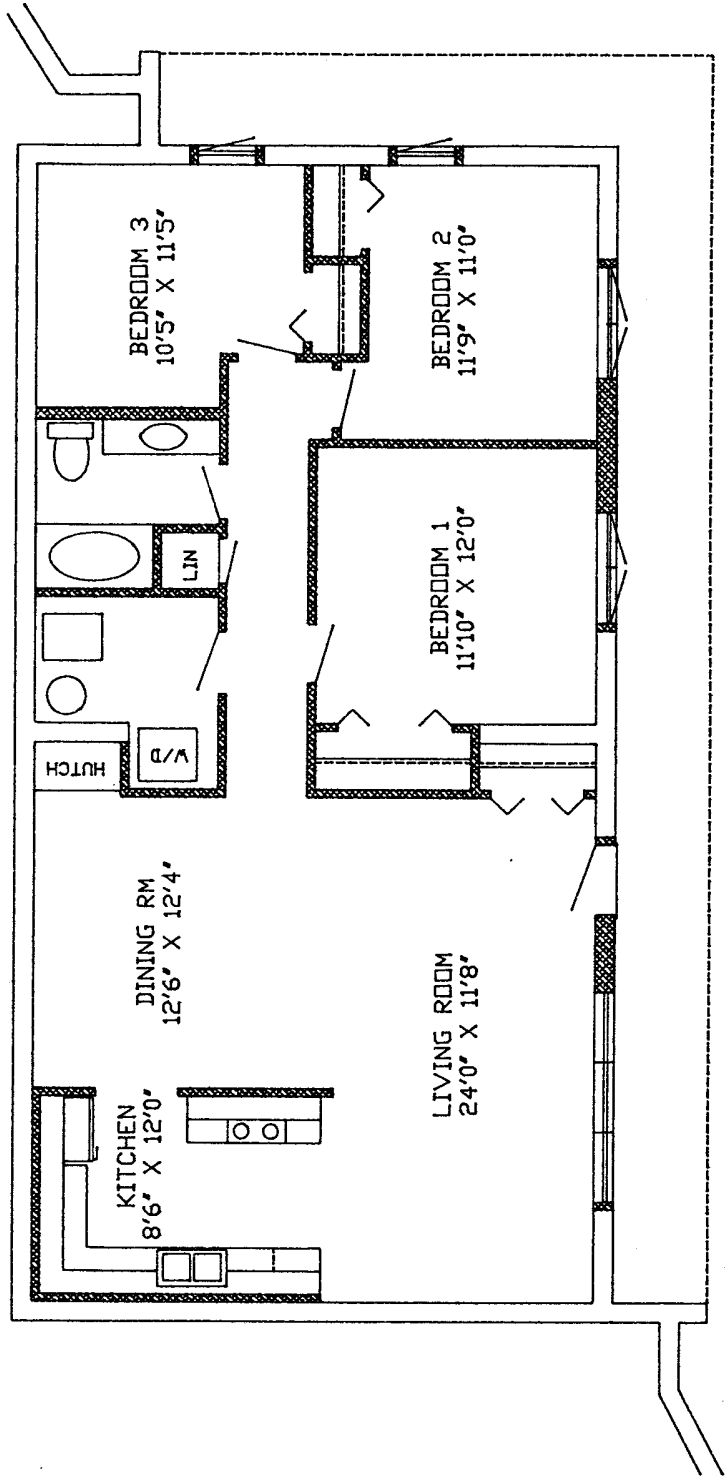 BEDROOM 3
10'5" X 11'5"
BEDROOM 2
11'9" X 11'0"
LIN
BEDROOM 1
11'10" X 12'0"
HUTCH
W/D
DINING RM
12'6" X 12'4"
LIVING ROOM
24'0" X 11'8"
KITCHEN
8'6" X 12'0"